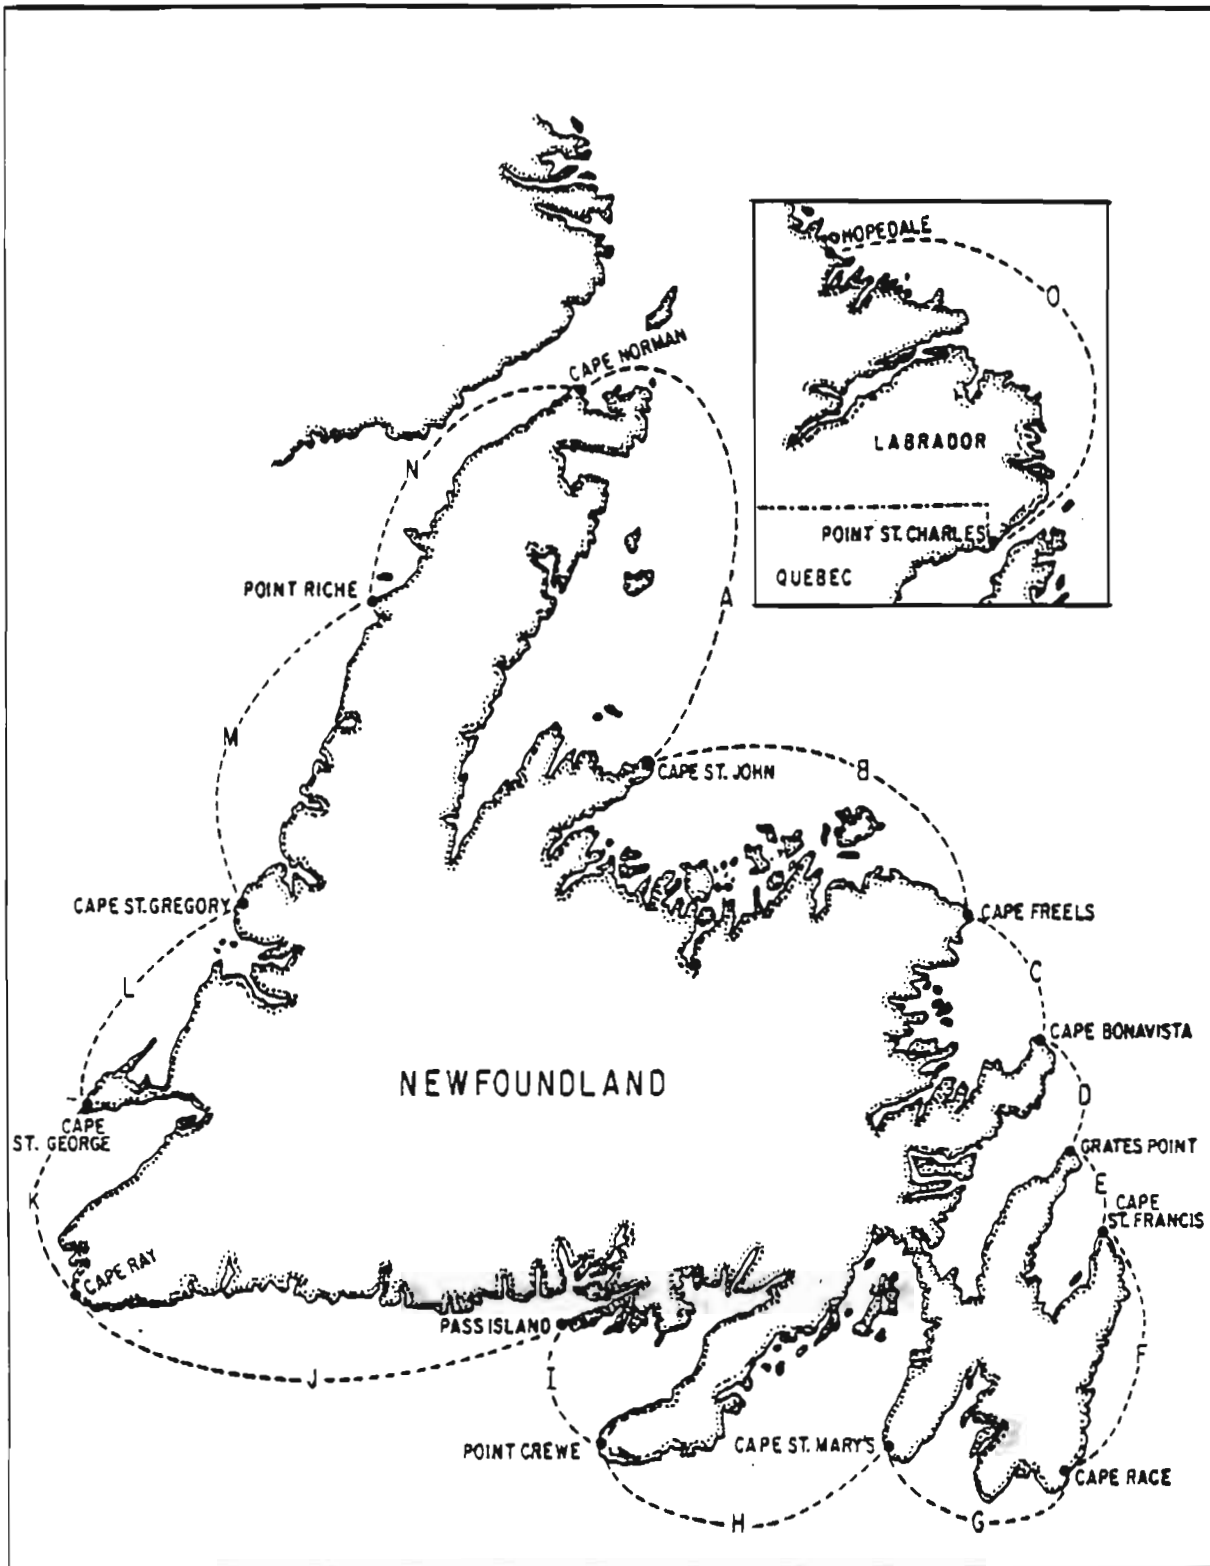 HOPEDALE
O
CAPE NORMAN
LABRADOR
N
POINT ST. CHARLES
QUEBEC
POINT RICHE
A
M
CAPE ST. JOHN
B
CAPE ST. GREGORY
CAPE FREELS
L
C
CAPE BONAVISTA
NEWFOUNDLAND
D
CAPE
ST. GEORGE
GRATES POINT
K
E
CAPE
ST. FRANCIS
CAPE RAY
PASS ISLAND
F
J
I
POINT CREWE
CAPE ST. MARY'S
CAPE RACE
H
G